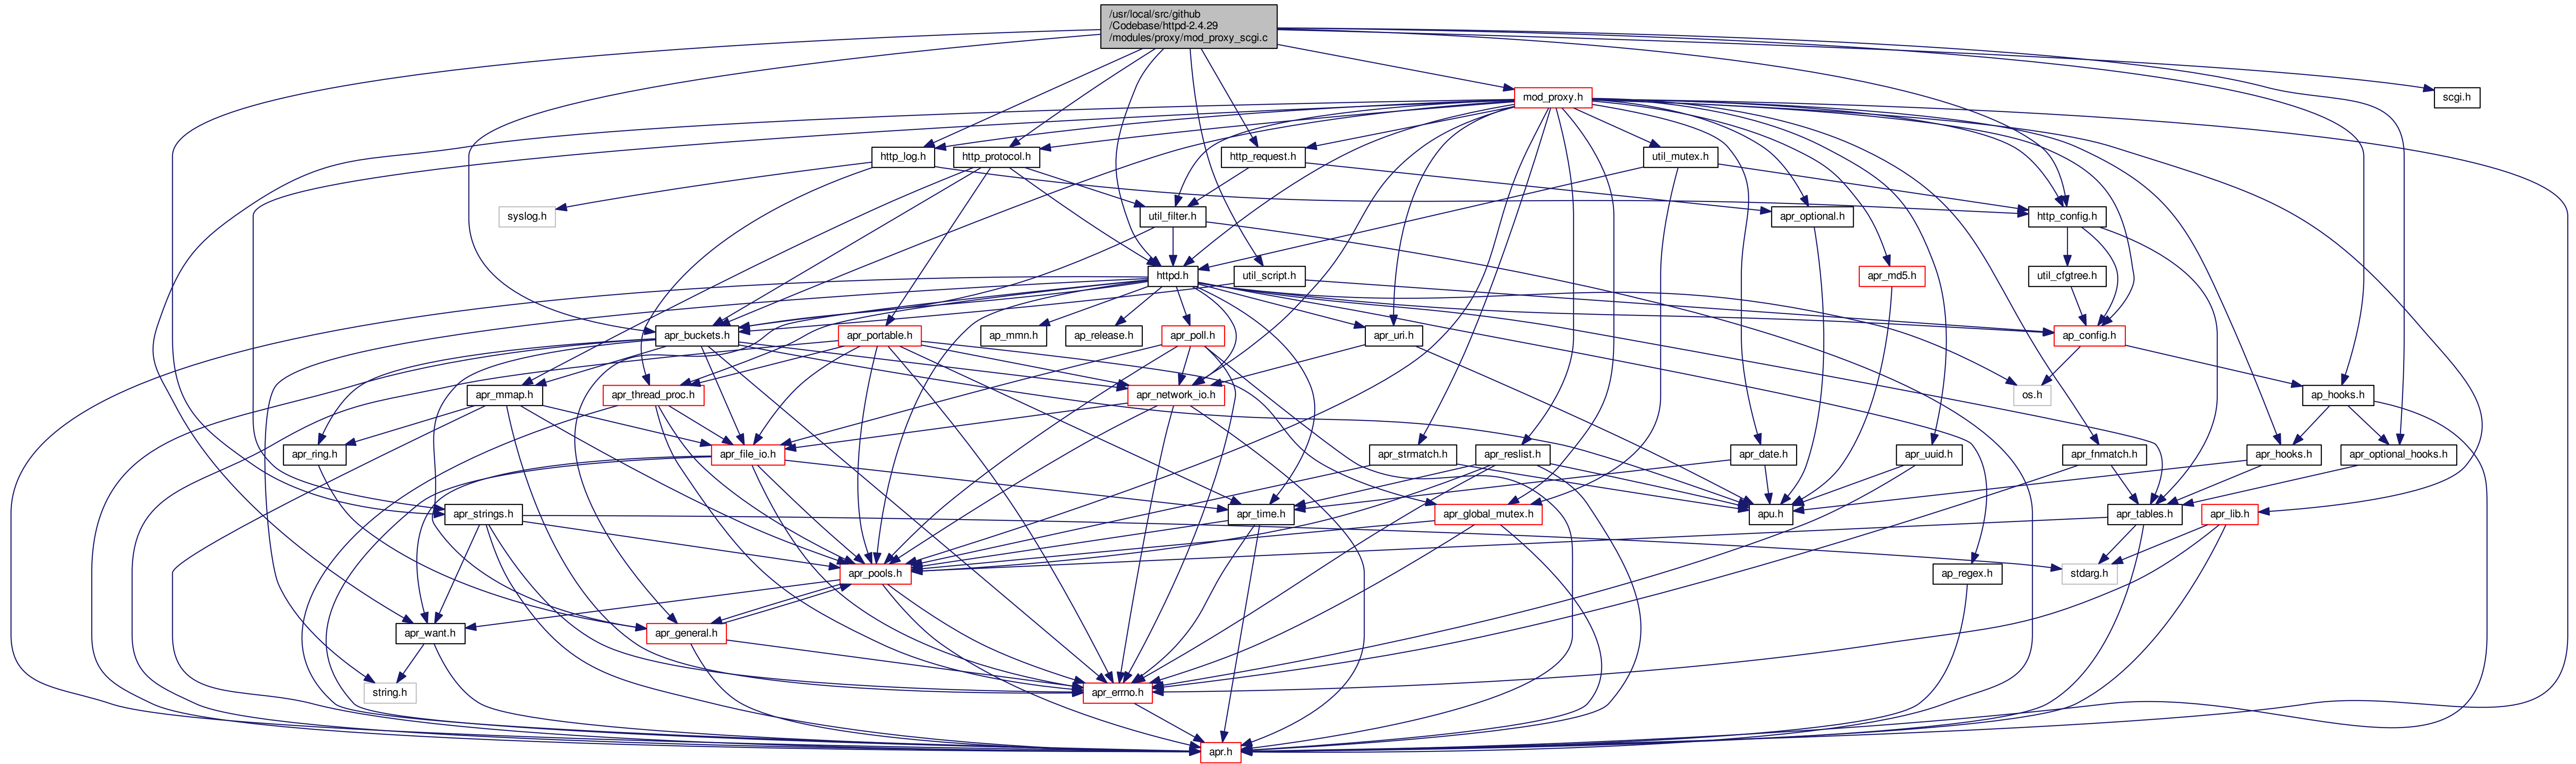 /usr/local/src/github
/Codebase/httpd-2.4.29
/modules/proxy/mod_proxy_scgi.c
mod_proxy.h
scgi.h
http_log.h
http_protocol.h
http_request.h
util_mutex.h
syslog.h
util_filter.h
apr_optional.h
http_config.h
httpd.h
util_script.h
apr_md5.h
util_cfgtree.h
apr_buckets.h
apr_portable.h
ap_mmn.h
ap_release.h
apr_poll.h
apr_uri.h
ap_config.h
apr_mmap.h
apr_thread_proc.h
apr_network_io.h
os.h
ap_hooks.h
apr_ring.h
apr_file_io.h
apr_strmatch.h
apr_reslist.h
apr_date.h
apr_uuid.h
apr_fnmatch.h
apr_hooks.h
apr_optional_hooks.h
apr_strings.h
apr_time.h
apr_global_mutex.h
apu.h
apr_tables.h
apr_lib.h
apr_pools.h
ap_regex.h
stdarg.h
apr_want.h
apr_general.h
string.h
apr_errno.h
apr.h